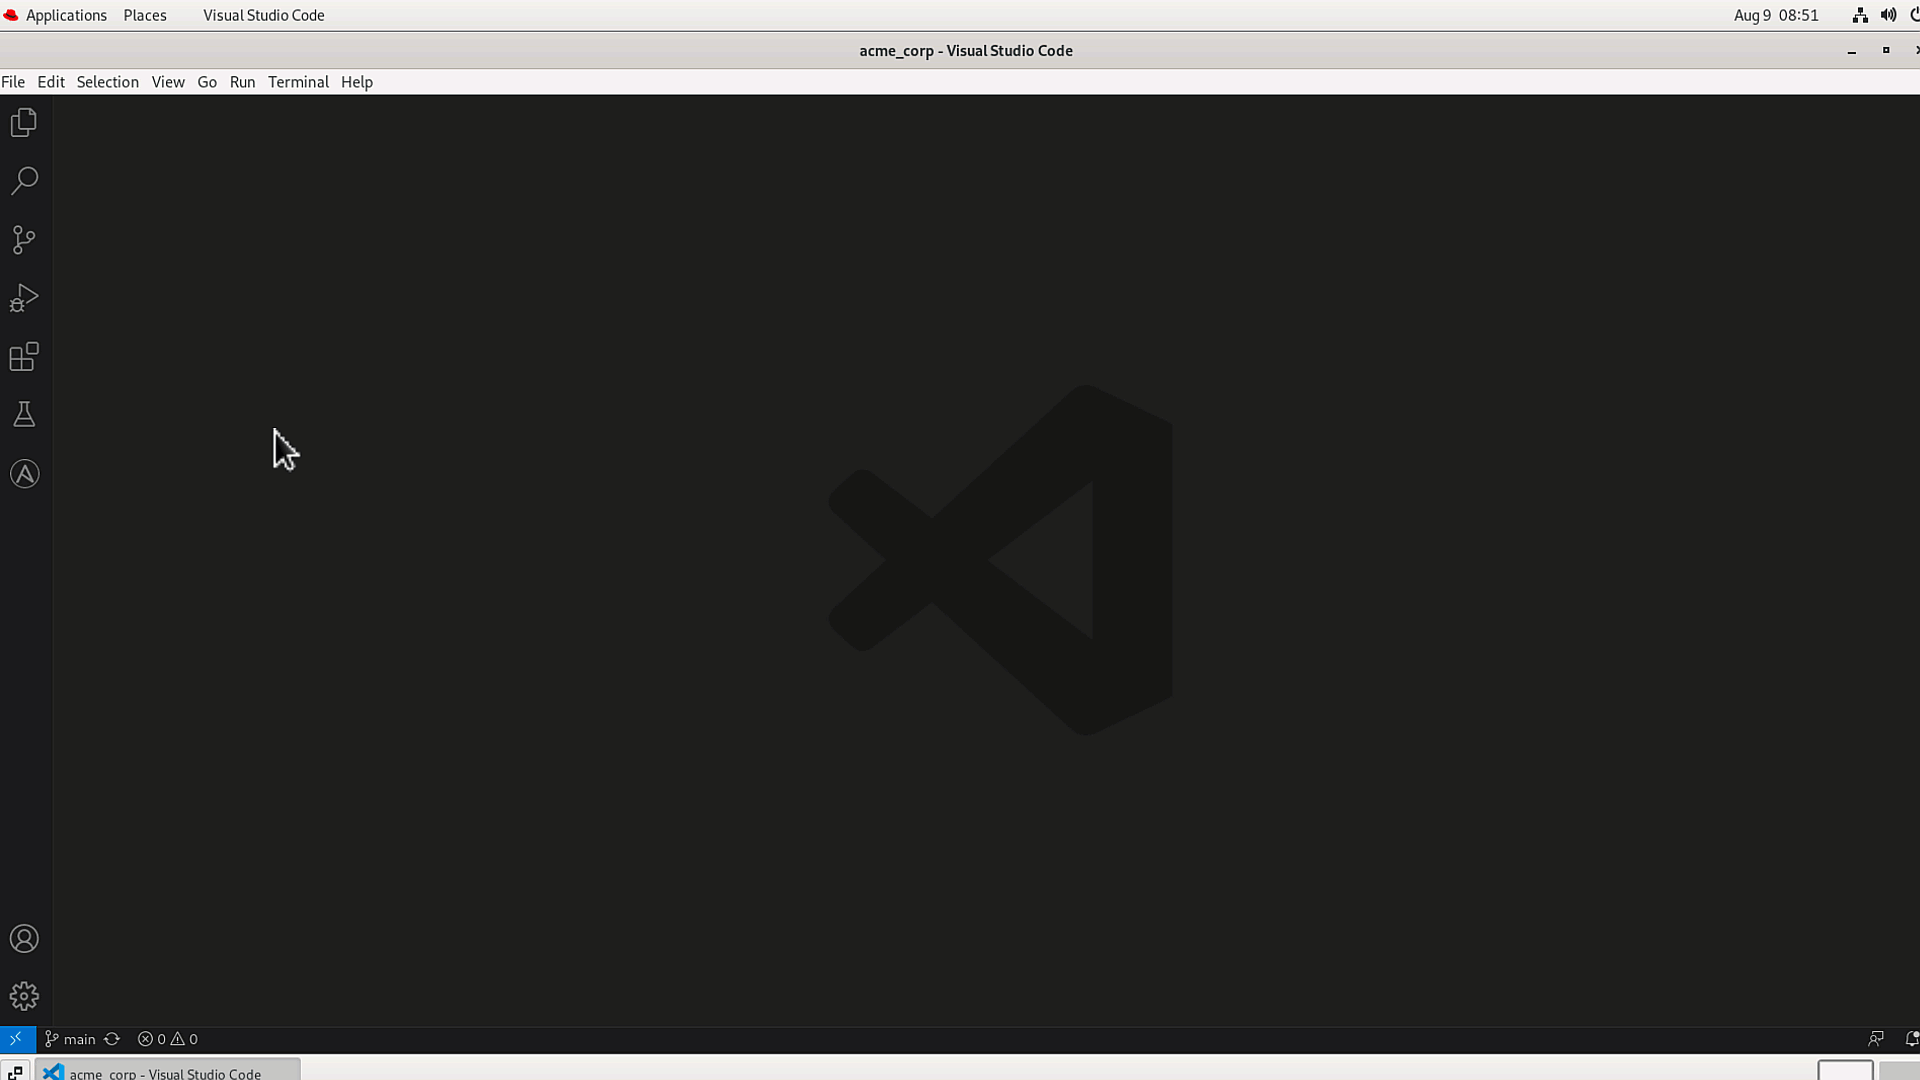 Applications Places Visual Studio Code Aug 9 08:51
acme_corp - Visual Studio Code
File Edit Selection View Go Run Terminal Help
main 0 0
acme_corp - Visual Studio Code